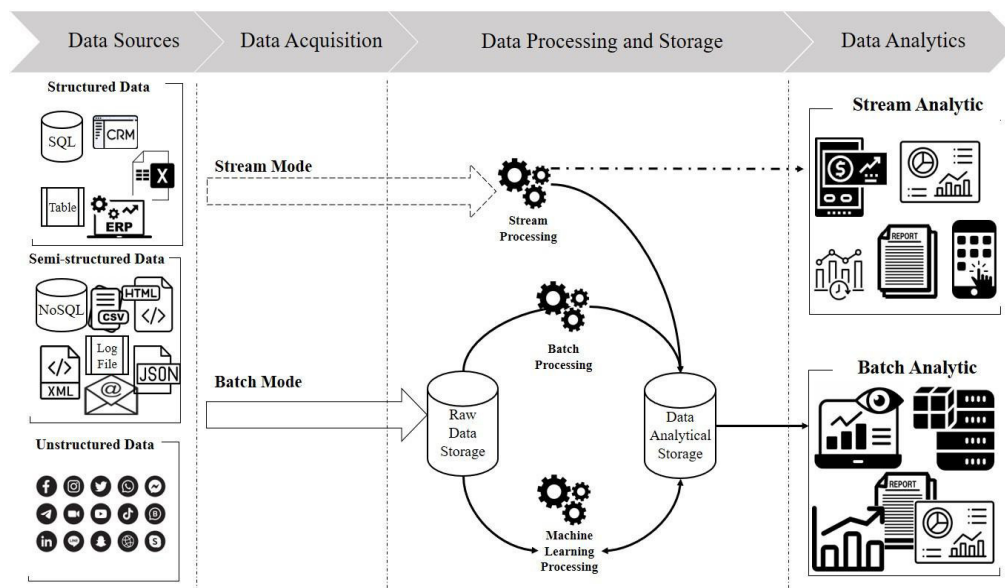 Data Sources
Data Acquisition
Data Processing and Storage
Data Analytics
Structured Data
SQL
CRM
X
Table
ERP
Semi-structured Data
NoSQL
CSV
HTML
</>
</>
XML
Log
File
@
JSON
Unstructured Data
in
LINE
B
S
Stream Mode
Batch Mode
Stream
Processing
Batch
Processing
Raw
Data
Storage
Data
Analytical
Storage
Machine
Learning
Processing
Stream Analytic
$
REPORT
Batch Analytic
REPORT